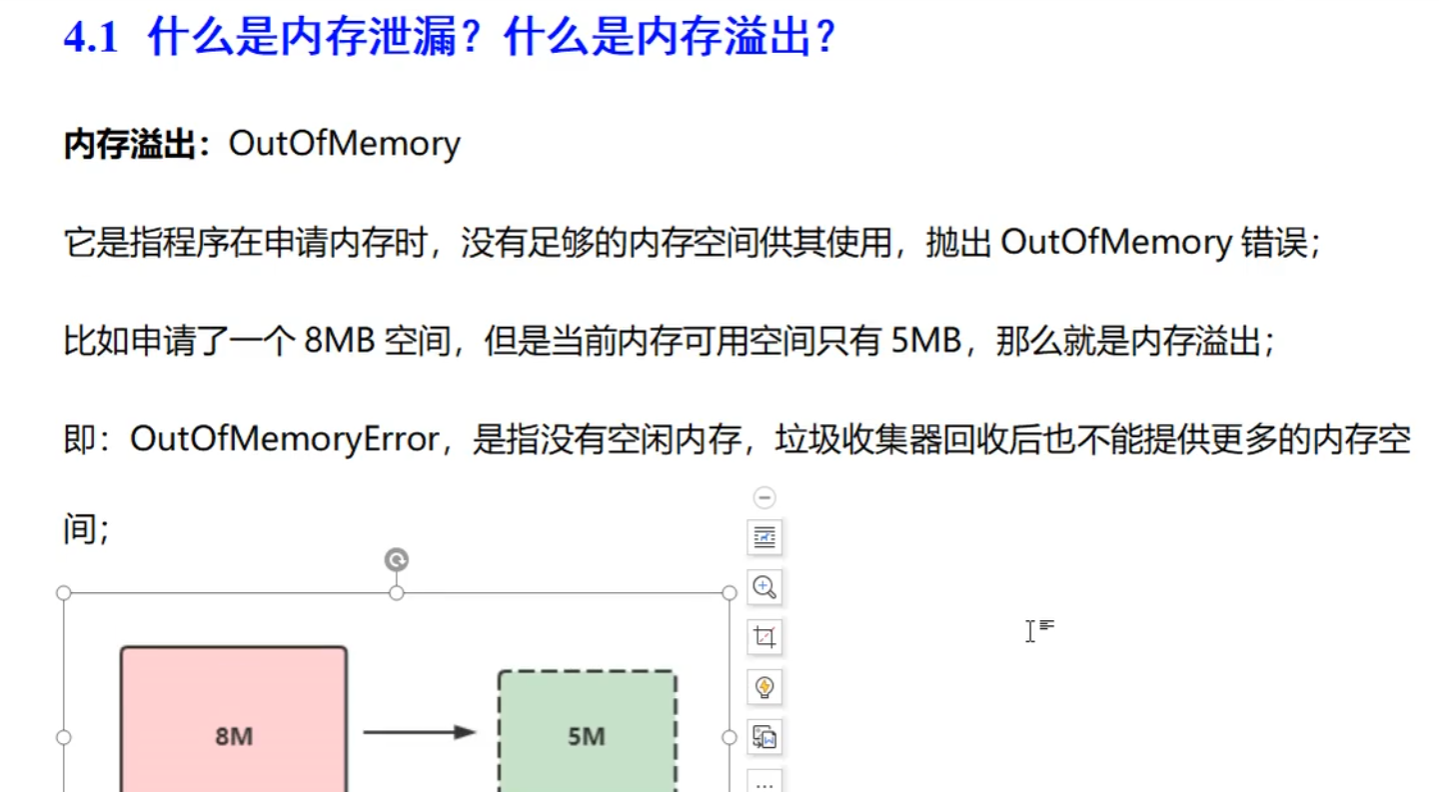 4.1 什么是内存泄漏？什么是内存溢出？
内存溢出：OutOfMemory
它是指程序在申请内存时，没有足够的内存空间供其使用，抛出 OutOfMemory 错误；
比如申请了一个 8MB 空间，但是当前内存可用空间只有 5MB，那么就是内存溢出；
即：OutOfMemoryError，是指没有空闲内存，垃圾收集器回收后也不能提供更多的内存空
间；
8M
5M